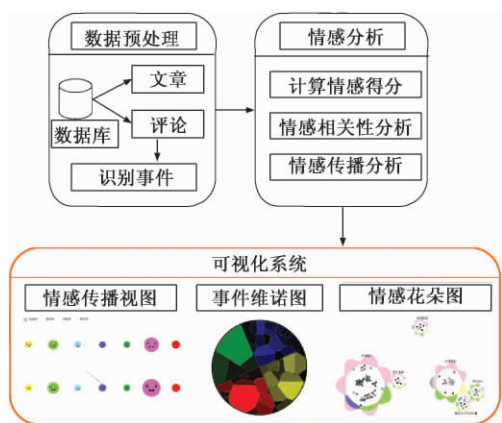 数据预处理
文章
数据库
评论
识别事件
情感分析
计算情感得分
情感相关性分析
情感传播分析
可视化系统
情感传播视图
事件维诺图
情感花朵图